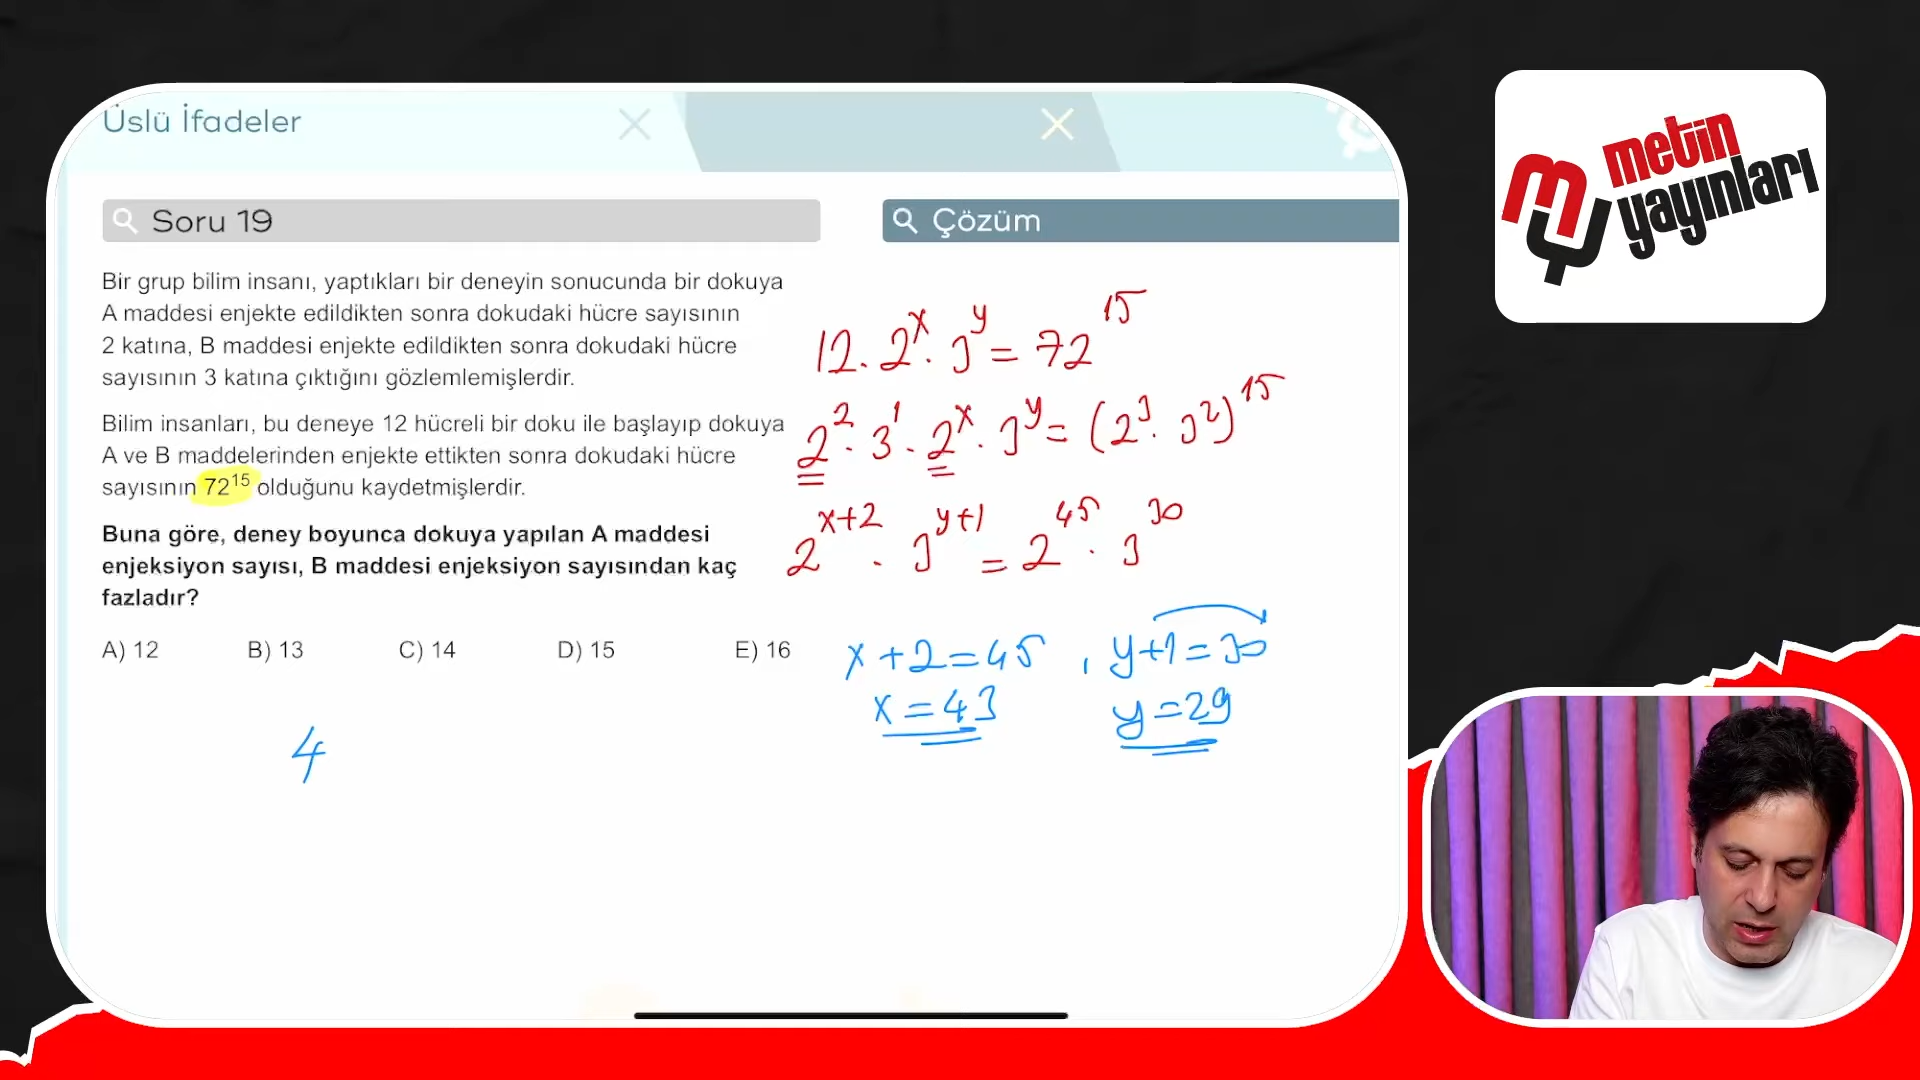 Üslü İfadeler
Soru 19
Bir grup bilim insanı, yaptıkları bir deneyin sonucunda bir dokuya
A maddesi enjekte edildikten sonra dokudaki hücre sayısının
2 katına, B maddesi enjekte edildikten sonra dokudaki hücre
sayısının 3 katına çıktığını gözlemlemişlerdir.
Bilim insanları, bu deneye 12 hücreli bir doku ile başlayıp dokuya
A ve B maddelerinden enjekte ettikten sonra dokudaki hücre
sayısının 72¹⁵ olduğunu kaydetmişlerdir.
Buna göre, deney boyunca dokuya yapılan A maddesi
enjeksiyon sayısı, B maddesi enjeksiyon sayısından kaç
fazladır?
A) 12 B) 13 C) 14 D) 15 E) 16
4
Çözüm
12 . 2^x . 3^y = 72^15
2^2 . 3^1 . 2^x . 3^y = (2^3 . 3^2)^15
2^(x+2) . 3^(y+1) = 2^45 . 3^30
x+2=45 , y+1=30
x=43 y=29
metin
yayınları